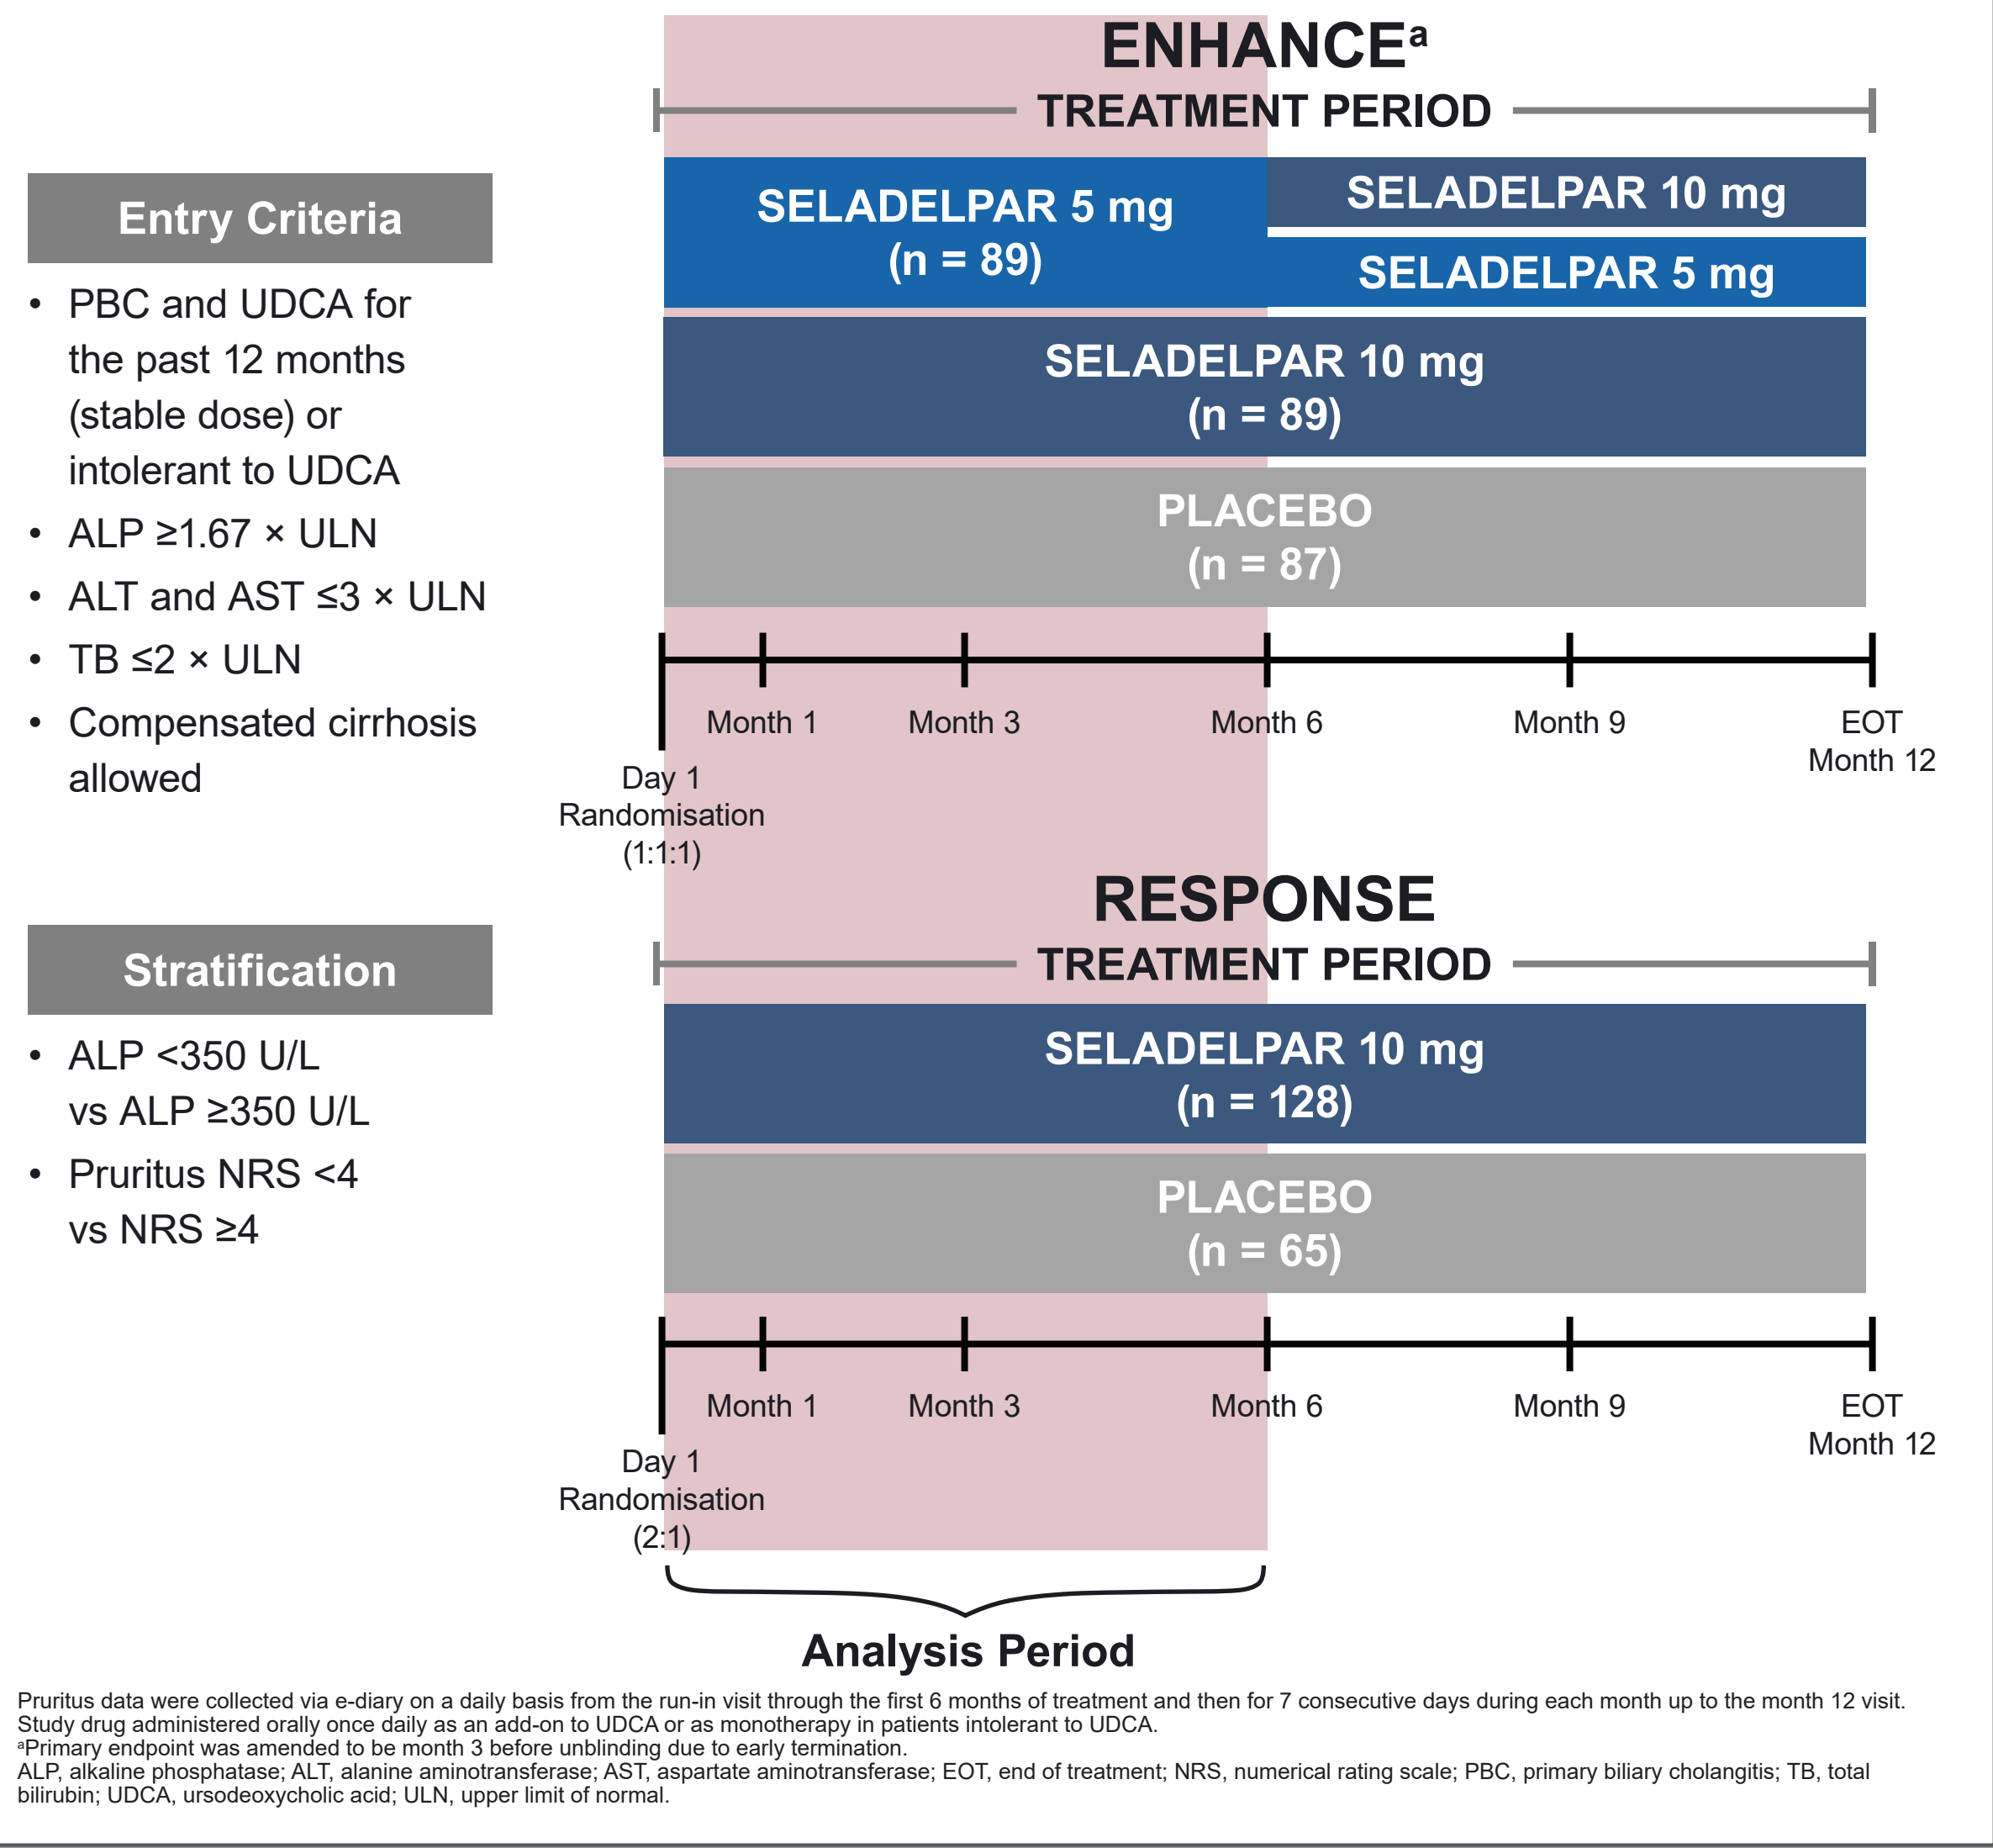 ENHANCEᵃ
TREATMENT PERIOD
SELADELPAR 5 mg
(n = 89)
SELADELPAR 10 mg
SELADELPAR 5 mg
SELADELPAR 10 mg
(n = 89)
PLACEBO
(n = 87)
Month 1
Month 3
Month 6
Month 9
EOT
Month 12
Day 1
Randomisation
(1:1:1)
Entry Criteria
• PBC and UDCA for
the past 12 months
(stable dose) or
intolerant to UDCA
• ALP ≥1.67 × ULN
• ALT and AST ≤3 × ULN
• TB ≤2 × ULN
• Compensated cirrhosis
allowed
Stratification
• ALP <350 U/L
vs ALP ≥350 U/L
• Pruritus NRS <4
vs NRS ≥4
RESPONSE
TREATMENT PERIOD
SELADELPAR 10 mg
(n = 128)
PLACEBO
(n = 65)
Month 1
Month 3
Month 6
Month 9
EOT
Month 12
Day 1
Randomisation
(2:1)
Analysis Period
Pruritus data were collected via e-diary on a daily basis from the run-in visit through the first 6 months of treatment and then for 7 consecutive days during each month up to the month 12 visit.
Study drug administered orally once daily as an add-on to UDCA or as monotherapy in patients intolerant to UDCA.
ᵃPrimary endpoint was amended to be month 3 before unblinding due to early termination.
ALP, alkaline phosphatase; ALT, alanine aminotransferase; AST, aspartate aminotransferase; EOT, end of treatment; NRS, numerical rating scale; PBC, primary biliary cholangitis; TB, total
bilirubin; UDCA, ursodeoxycholic acid; ULN, upper limit of normal.